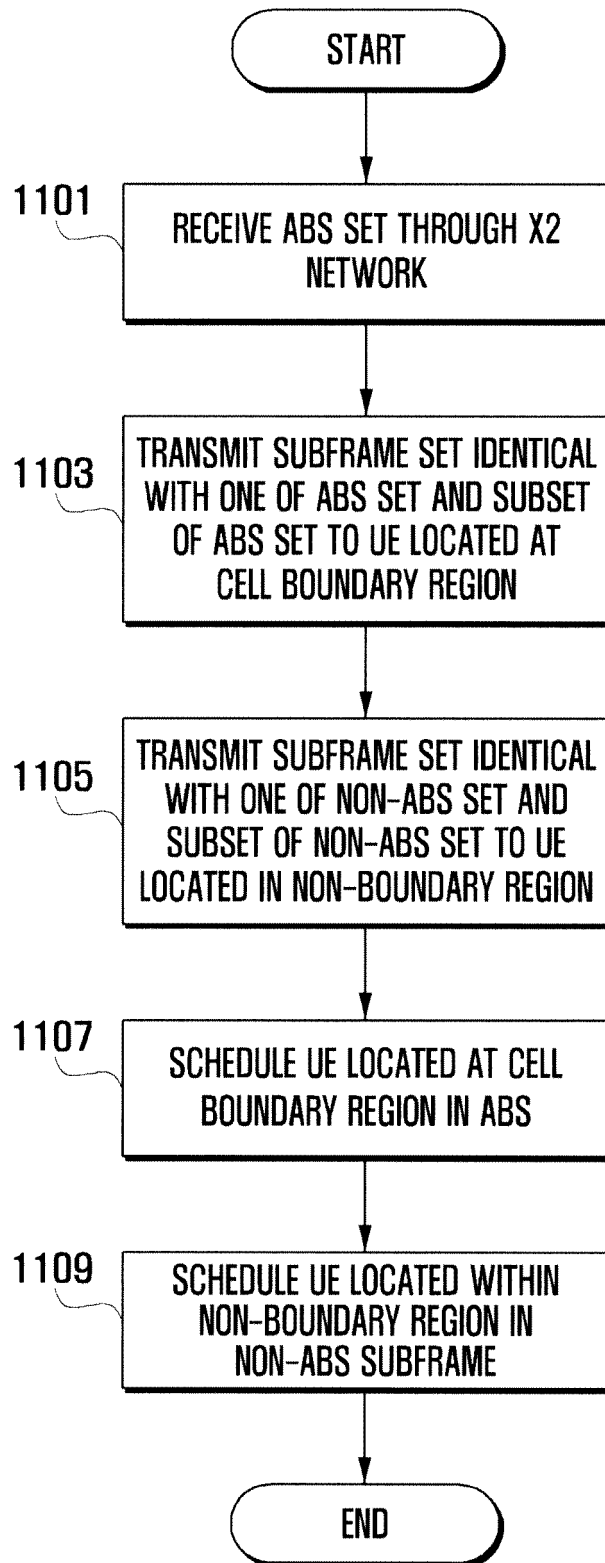 START
1101
RECEIVE ABS SET THROUGH X2
NETWORK
1103
TRANSMIT SUBFRAME SET IDENTICAL
WITH ONE OF ABS SET AND SUBSET
OF ABS SET TO UE LOCATED AT
CELL BOUNDARY REGION
1105
TRANSMIT SUBFRAME SET IDENTICAL
WITH ONE OF NON-ABS SET AND
SUBSET OF NON-ABS SET TO UE
LOCATED IN NON-BOUNDARY REGION
1107
SCHEDULE UE LOCATED AT CELL
BOUNDARY REGION IN ABS
1109
SCHEDULE UE LOCATED WITHIN
NON-BOUNDARY REGION IN
NON-ABS SUBFRAME
END